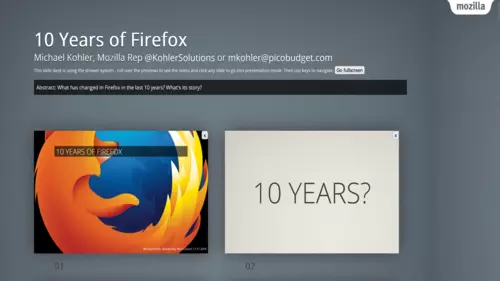 mozilla
10 Years of Firefox
Michael Kohler, Mozilla Rep @KohlerSolutions or mkohler@picobudget.com
This slide deck is using the shower system - roll over the previews to see the notes and click any slide to go into presentation mode. Then use keys to navigate. Go fullscreen
Abstract: What has changed in Firefox in the last 10 years? What's its story?
10 YEARS OF FIREFOX
10 YEARS?
01
02